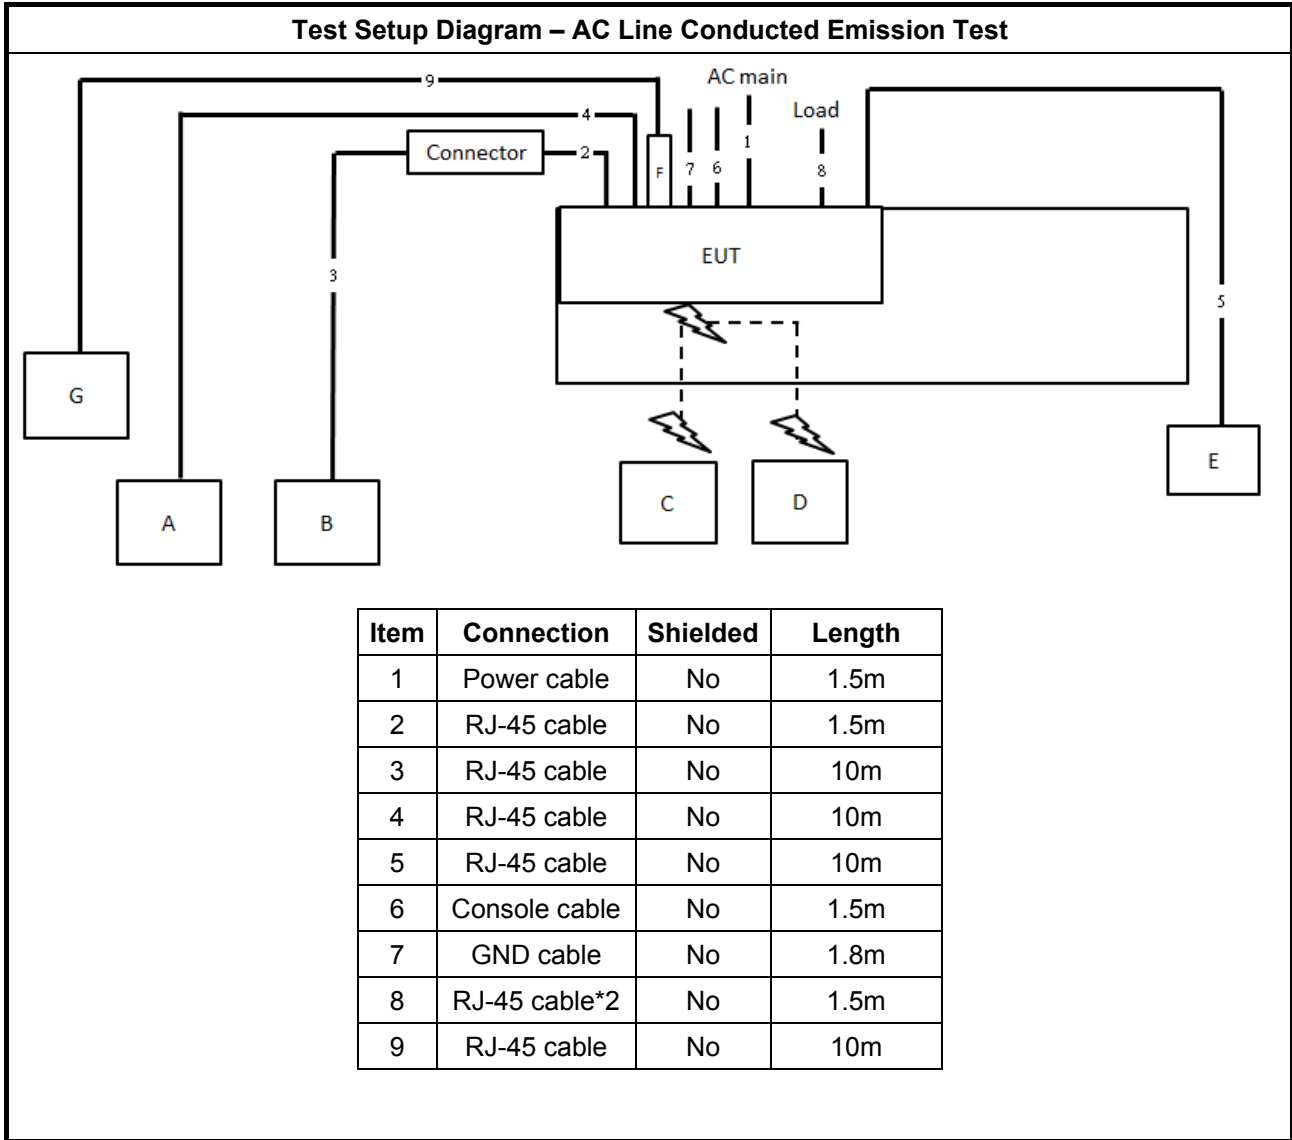 Test Setup Diagram – AC Line Conducted Emission Test
9
AC main
4
Load
Connector
2
F
7
6
1
8
EUT
3
5
G
E
A
B
C
D
Item Connection Shielded Length
1 Power cable No 1.5m
2 RJ-45 cable No 1.5m
3 RJ-45 cable No 10m
4 RJ-45 cable No 10m
5 RJ-45 cable No 10m
6 Console cable No 1.5m
7 GND cable No 1.8m
8 RJ-45 cable*2 No 1.5m
9 RJ-45 cable No 10m